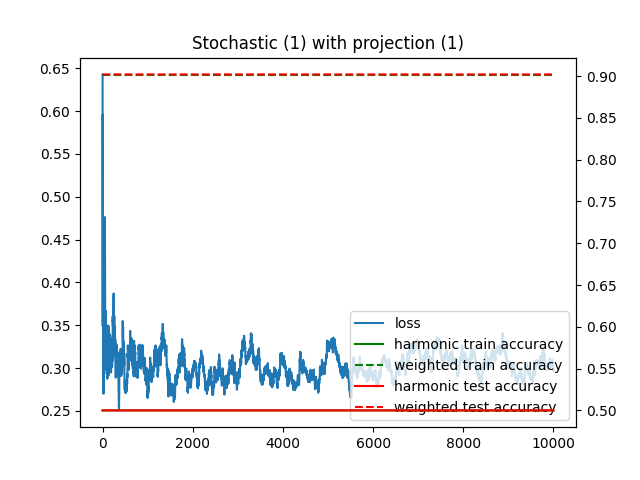 Stochastic (1) with projection (1)
0.65
0.60
0.55
0.50
0.45
0.40
0.35
0.30
0.25
0.90
0.85
0.80
0.75
0.70
0.65
0.60
0.55
0.50
loss
harmonic train accuracy
weighted train accuracy
harmonic test accuracy
weighted test accuracy
0 2000 4000 6000 8000 10000